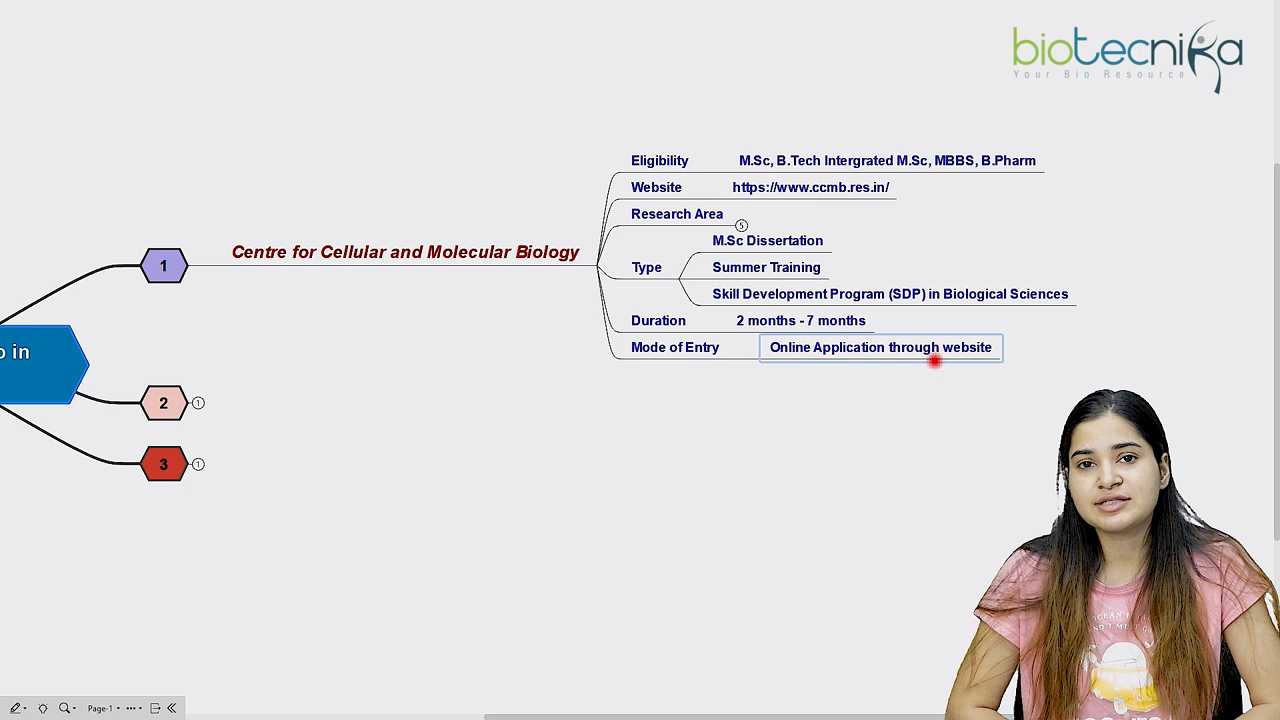 biotecnika
Your Bio Resource
Eligibility M.Sc, B.Tech Intergrated M.Sc, MBBS, B.Pharm
Website https://www.ccmb.res.in/
Research Area 5
Centre for Cellular and Molecular Biology
1
Type
M.Sc Dissertation
Summer Training
Skill Development Program (SDP) in Biological Sciences
Duration 2 months - 7 months
Mode of Entry Online Application through website
in
2 1
3 1
OCEAN
Page-1